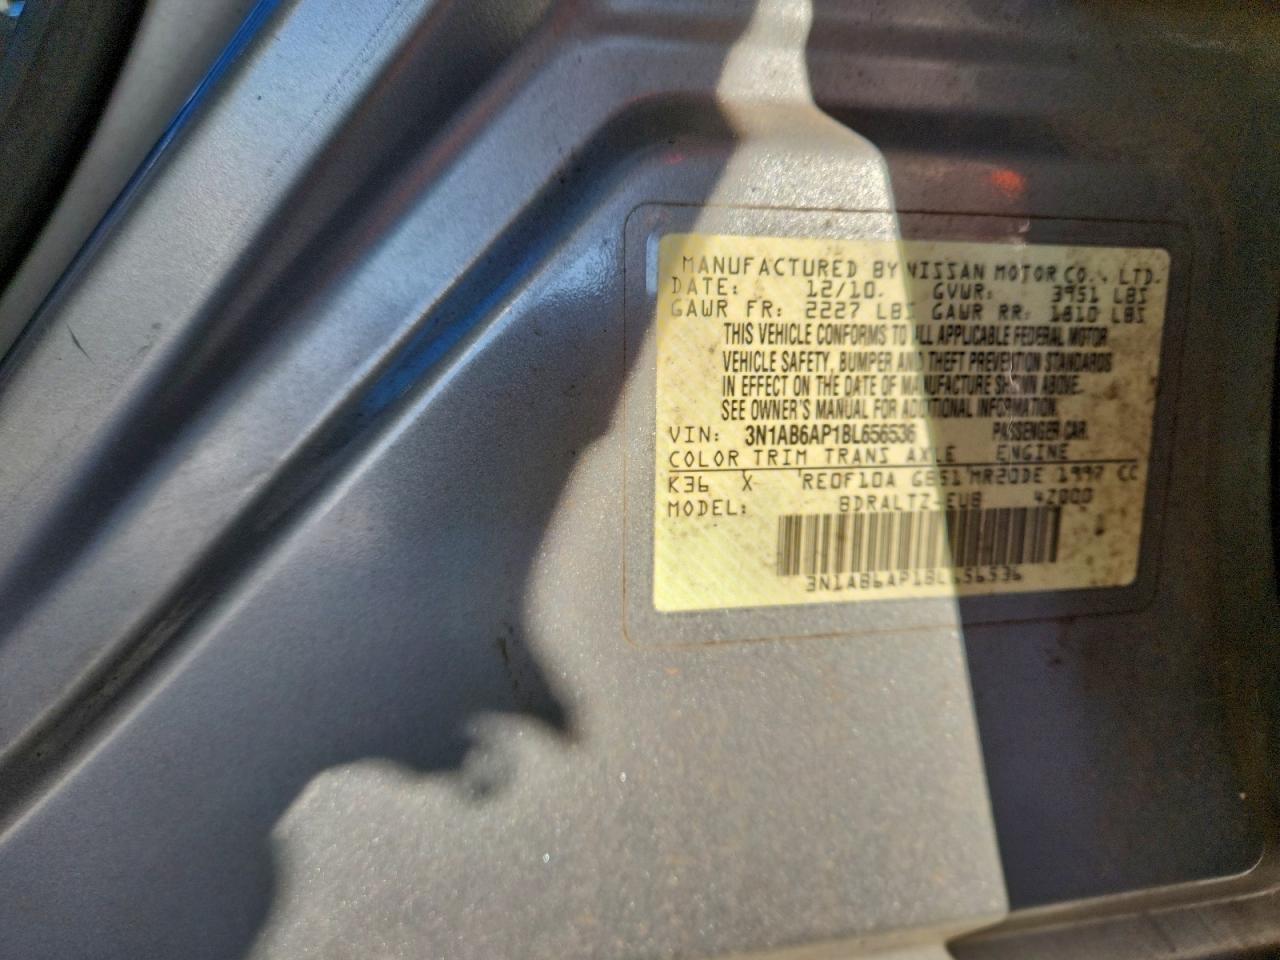 MANUFACTURED BY NISSAN MOTOR CO., LTD.
DATE: 12/10. GVWR: 3951 LBS
GAWR FR: 2227 LBS GAWR RR: 1810 LBS
THIS VEHICLE CONFORMS TO ALL APPLICABLE FEDERAL MOTOR
VEHICLE SAFETY, BUMPER AND THEFT PREVENTION STANDARDS
IN EFFECT ON THE DATE OF MANUFACTURE SHOWN ABOVE.
SEE OWNER'S MANUAL FOR ADDITIONAL INFORMATION.
VIN: 3N1AB6AP1BL656536 PASSENGER CAR.
COLOR TRIM TRANS AXLE ENGINE
K36 X RE0F10A GB51 MR20DE 1997 CC
MODEL: BDRALTZ-EUB 4Z000
3N1AB6AP1BL656536